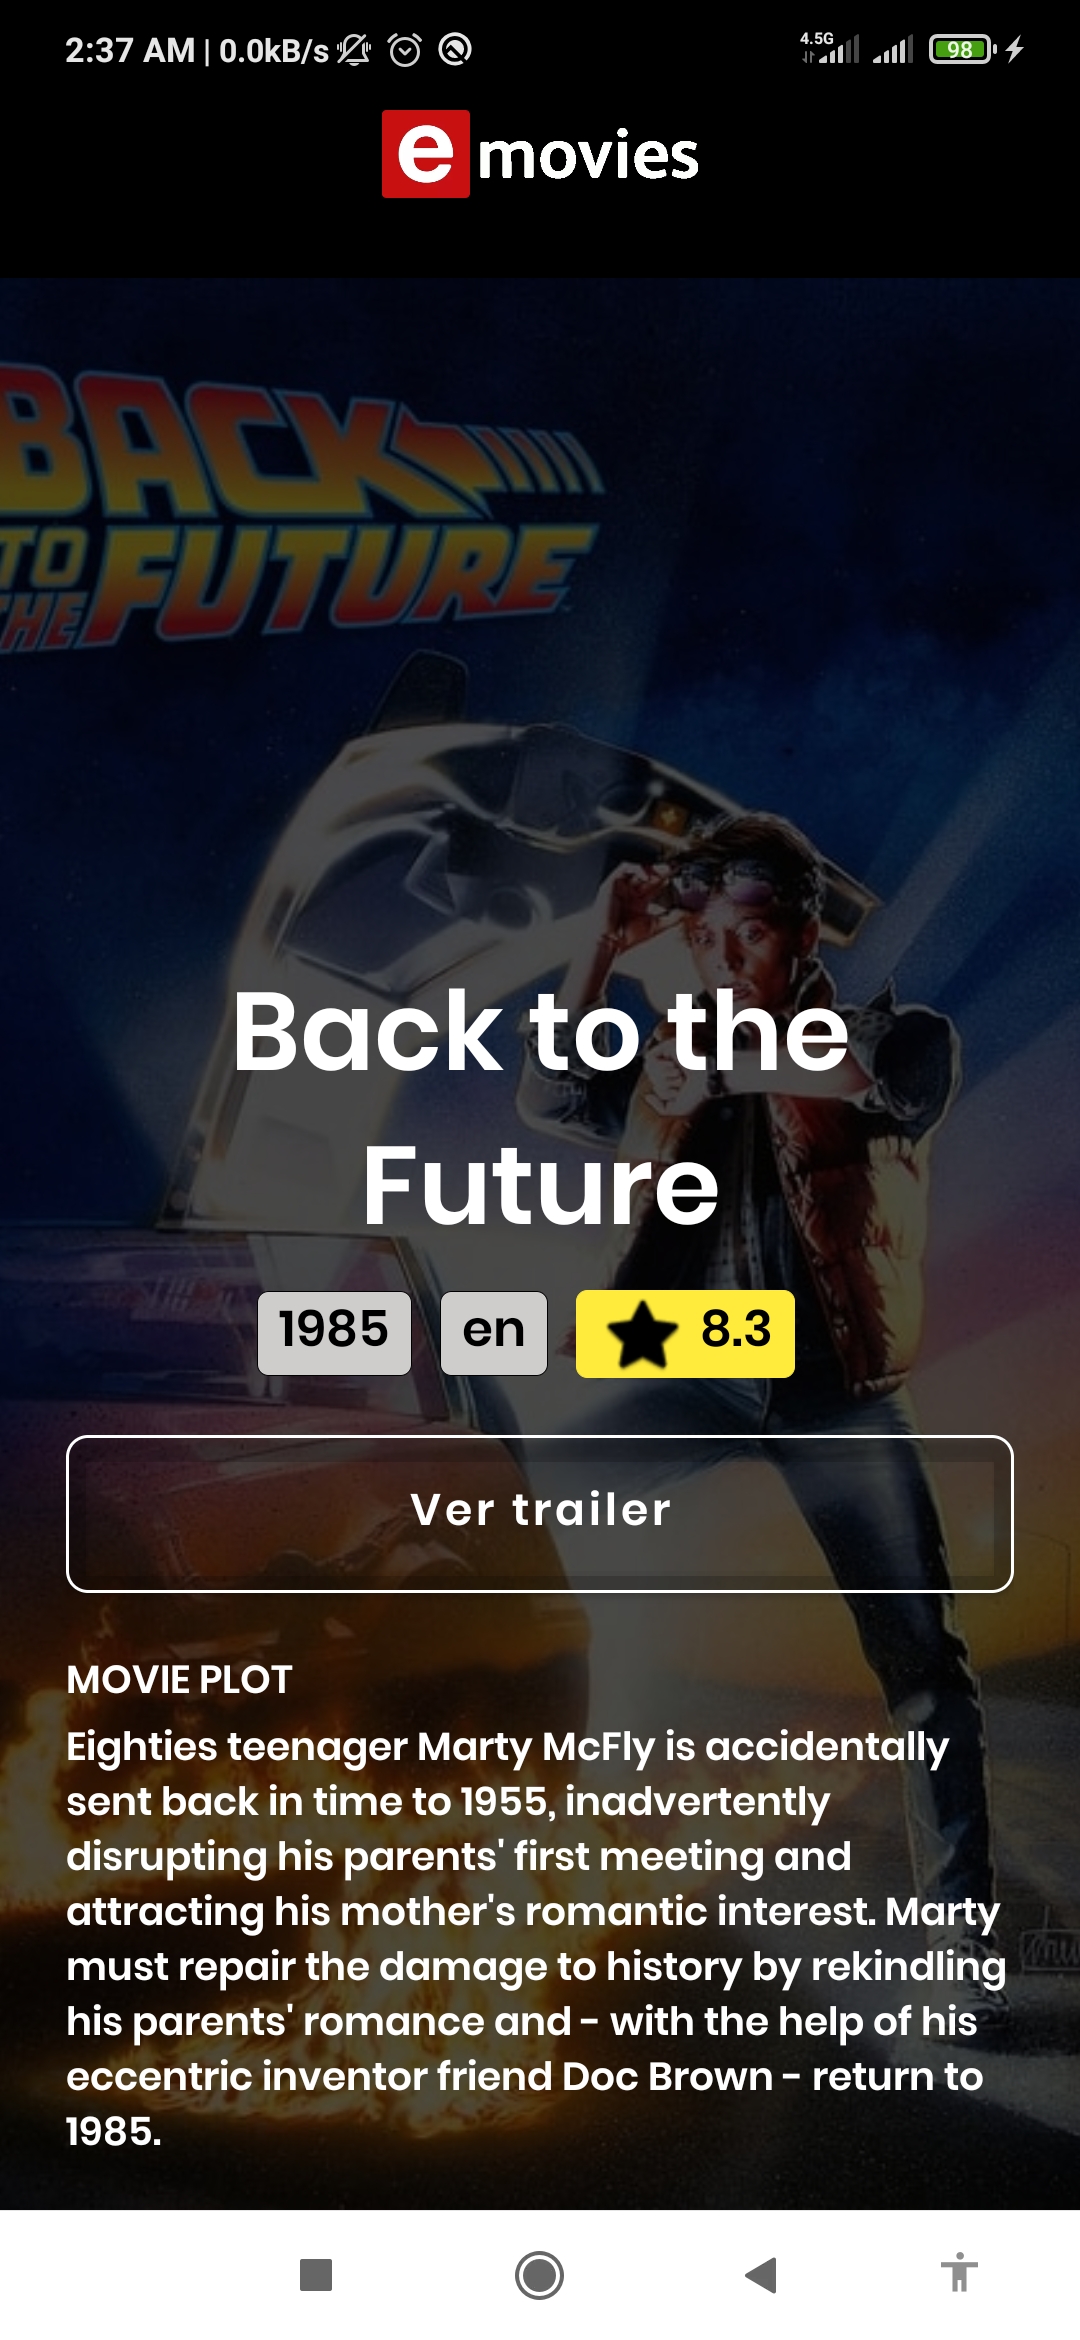 2:37 AM | 0.0kB/s
4.5G
98
e movies
BACK
TO
THE FUTURE
Back to the
Future
1985 en 8.3
Ver trailer
MOVIE PLOT
Eighties teenager Marty McFly is accidentally
sent back in time to 1955, inadvertently
disrupting his parents' first meeting and
attracting his mother's romantic interest. Marty
must repair the damage to history by rekindling
his parents' romance and - with the help of his
eccentric inventor friend Doc Brown - return to
1985.